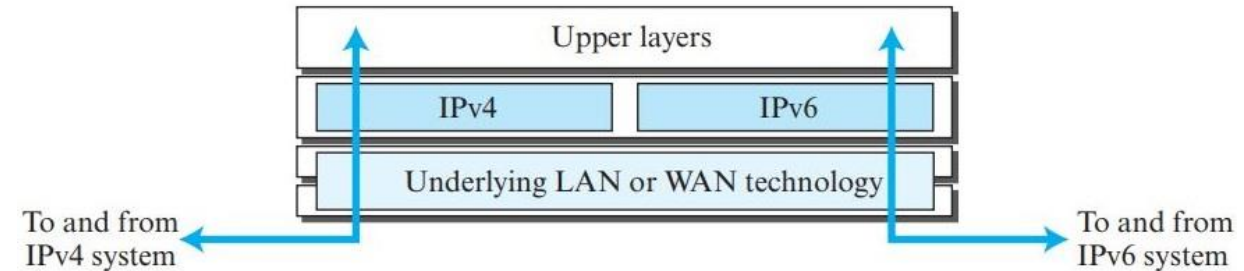 Upper layers
IPv4
IPv6
Underlying LAN or WAN technology
To and from
IPv4 system
To and from
IPv6 system